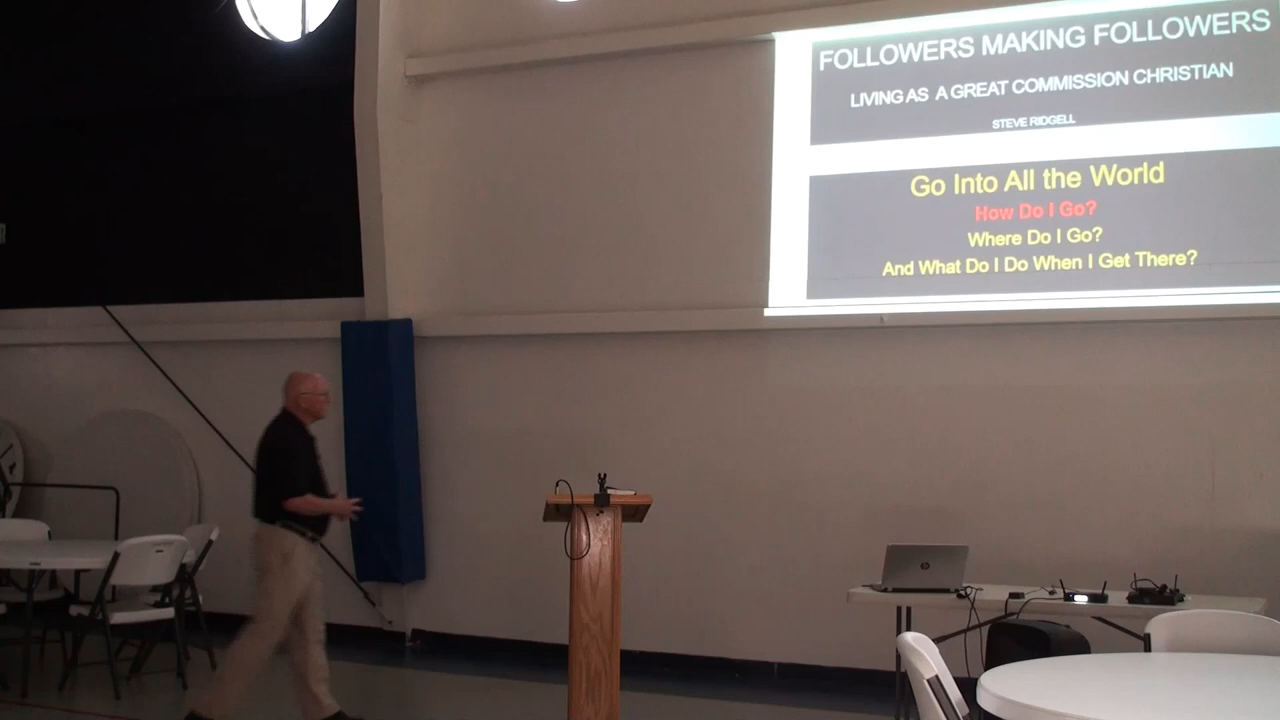 FOLLOWERS MAKING FOLLOWERS
LIVING AS A GREAT COMMISSION CHRISTIAN
STEVE RIDGELL
Go Into All the World
How Do I Go?
Where Do I Go?
And What Do I Do When I Get There?
hp